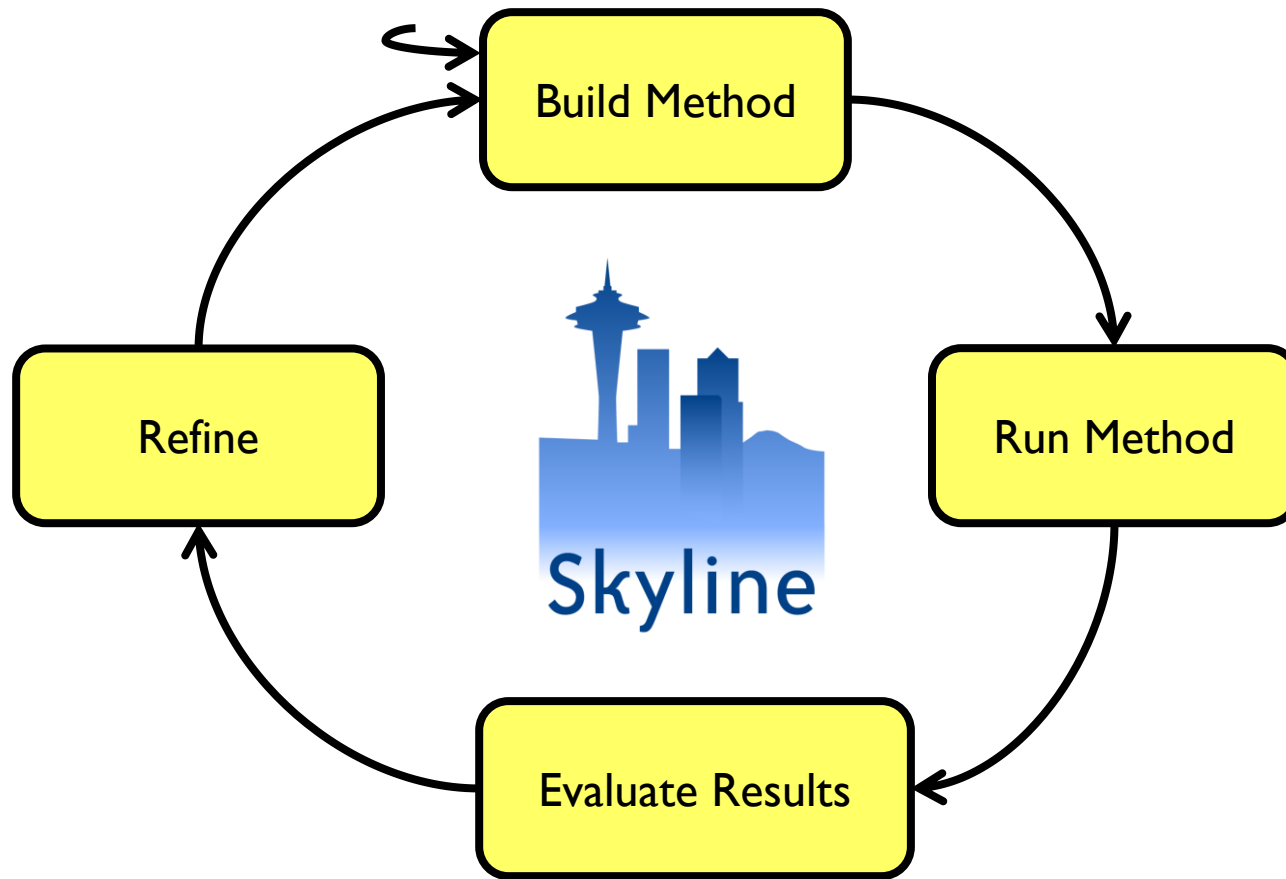 Build Method
Refine
Run Method
Skyline
Evaluate Results